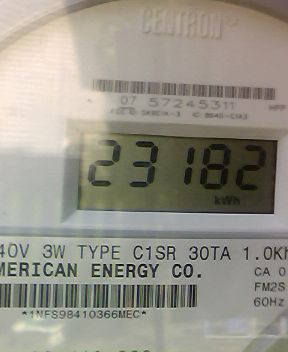 CENTRON®
07 57245311
23182
kWh
40V 3W TYPE C1SR 30TA 1.0Kh
MERICAN ENERGY CO.
CA 0
FM2S
60Hz
*1NFS98410366MEC*